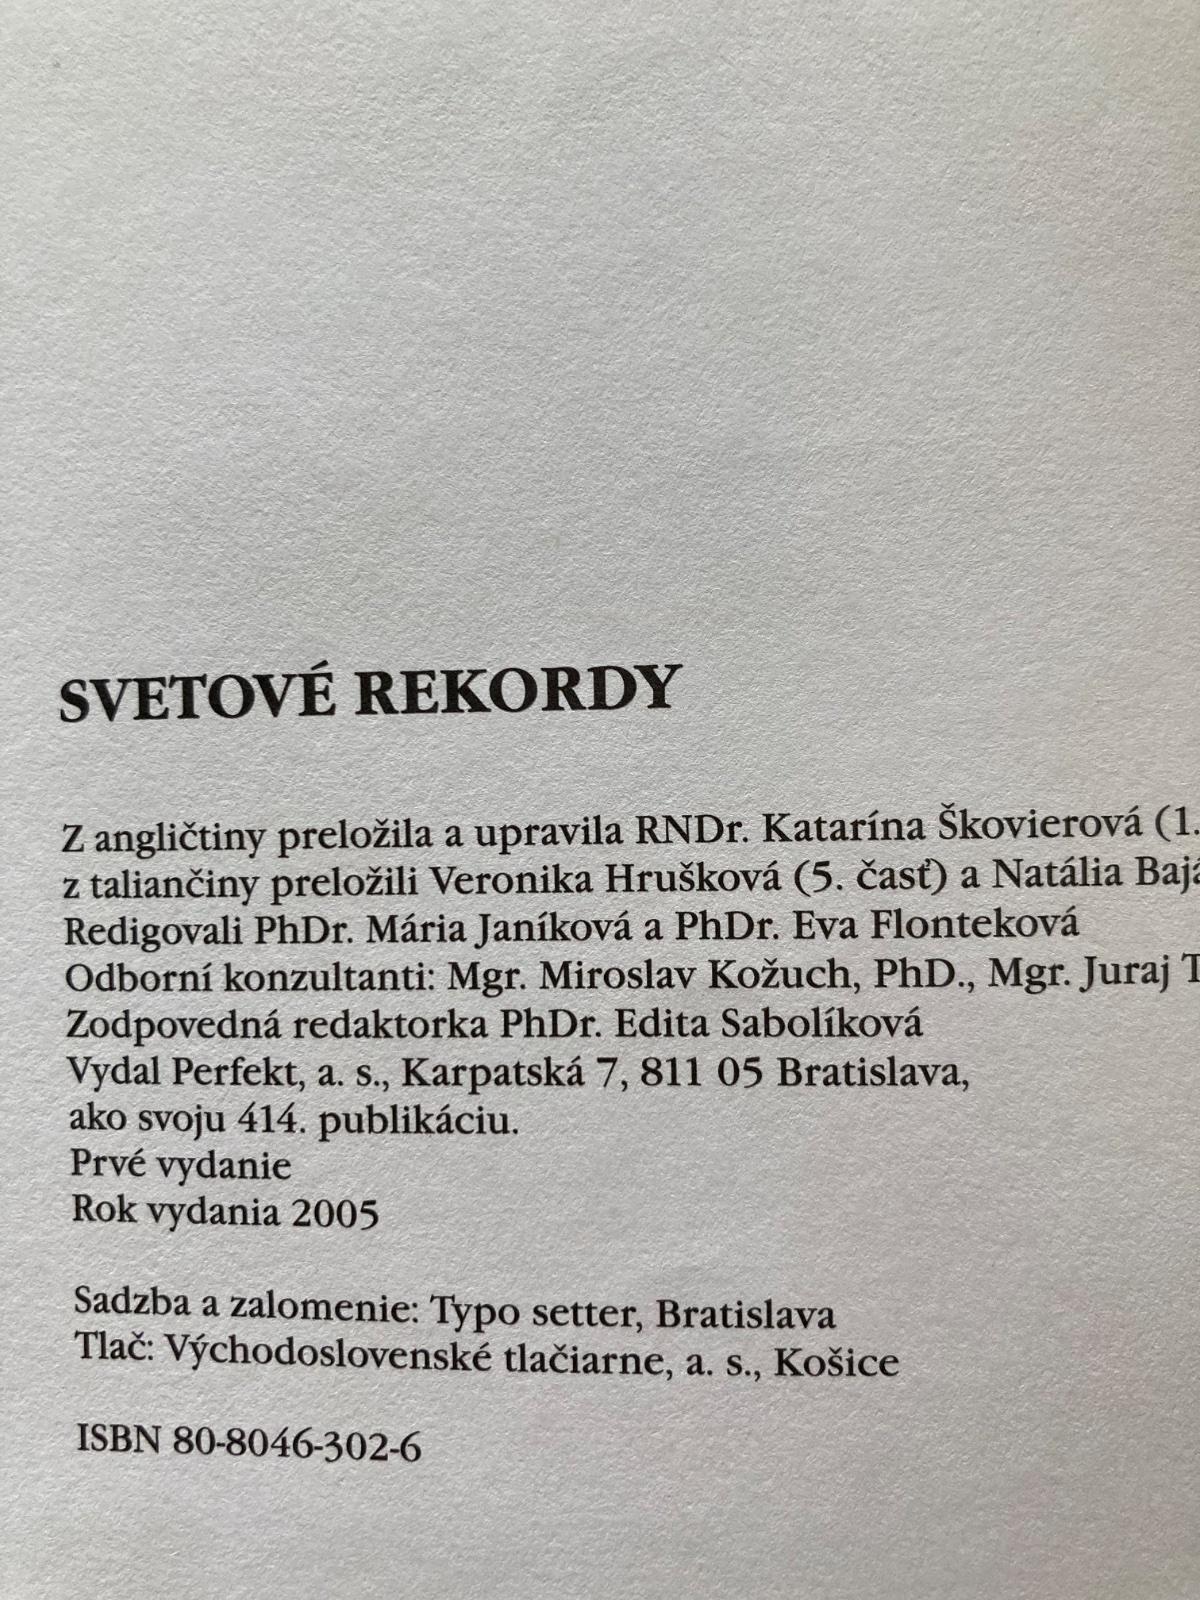 SVETOVÉ REKORDY
Z angličtiny preložila a upravila RNDr. Katarína Škovierová (1.
z taliančiny preložili Veronika Hrušková (5. časť) a Natália
Redigovali PhDr. Mária Janíková a PhDr. Eva Flonteková
Odborní konzultanti: Mgr. Miroslav Kožuch, PhD., Mgr. Juraj
Zodpovedná redaktorka PhDr. Edita Sabolíková
Vydal Perfekt, a. s., Karpatská 7, 811 05 Bratislava,
ako svoju 414. publikáciu.
Prvé vydanie
Rok vydania 2005
Sadzba a zalomenie: Typo setter, Bratislava
Tlač: Východoslovenské tlačiarne, a. s., Košice
ISBN 80-8046-302-6